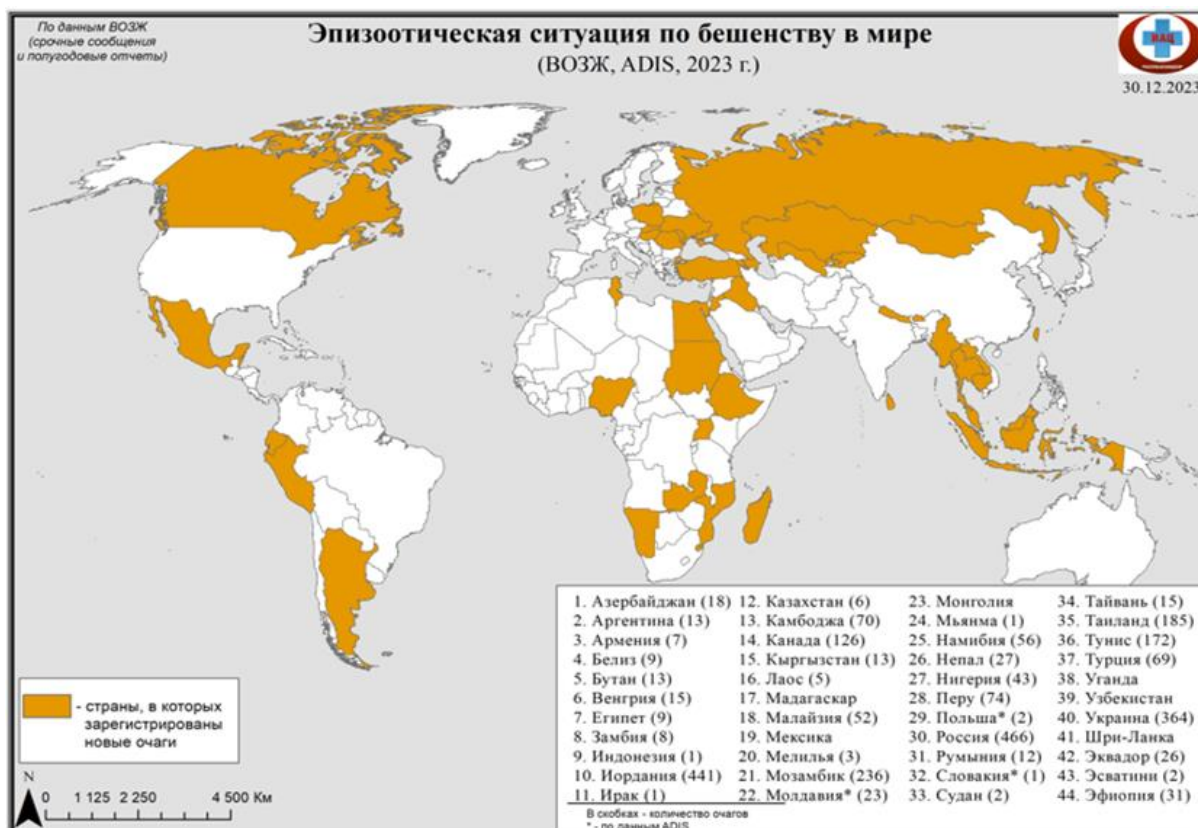 По данным ВОЗЖ
(срочные сообщения
и полугодовые отчеты)
Эпизоотическая ситуация по бешенству в мире
(ВОЗЖ, ADIS, 2023 г.)
ИАЦ
30.12.2023
- страны, в которых
зарегистрированы
новые очаги
N
0 1 125 2 250 4 500 Км
1. Азербайджан (18)
2. Аргентина (13)
3. Армения (7)
4. Белиз (9)
5. Бутан (13)
6. Венгрия (15)
7. Египет (9)
8. Замбия (8)
9. Индонезия (1)
10. Иордания (441)
11. Ирак (1)
12. Казахстан (6)
13. Камбоджа (70)
14. Канада (126)
15. Кыргызстан (13)
16. Лаос (5)
17. Мадагаскар
18. Малайзия (52)
19. Мексика
20. Мелилья (3)
21. Мозамбик (236)
22. Молдавия* (23)
23. Монголия
24. Мьянма (1)
25. Намибия (56)
26. Непал (27)
27. Нигерия (43)
28. Перу (74)
29. Польша* (2)
30. Россия (466)
31. Румыния (12)
32. Словакия* (1)
33. Судан (2)
34. Тайвань (15)
35. Таиланд (185)
36. Тунис (172)
37. Турция (69)
38. Уганда
39. Узбекистан
40. Украина (364)
41. Шри-Ланка
42. Эквадор (26)
43. Эсватини (2)
44. Эфиопия (31)
В скобках - количество очагов
* - по данным ADIS